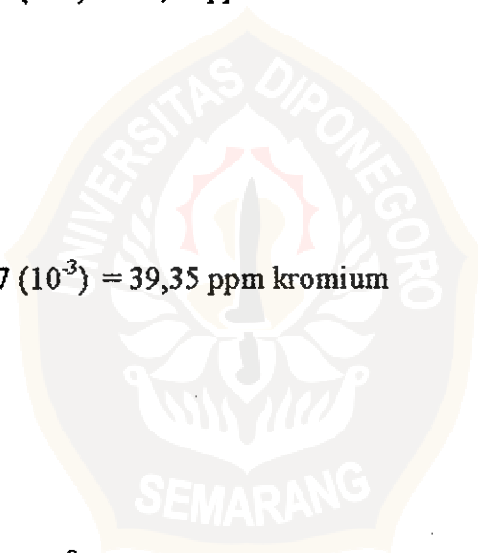 UNIVERSITAS DIPONEGORO
7 (10⁻³) = 39,35 ppm kromium
SEMARANG